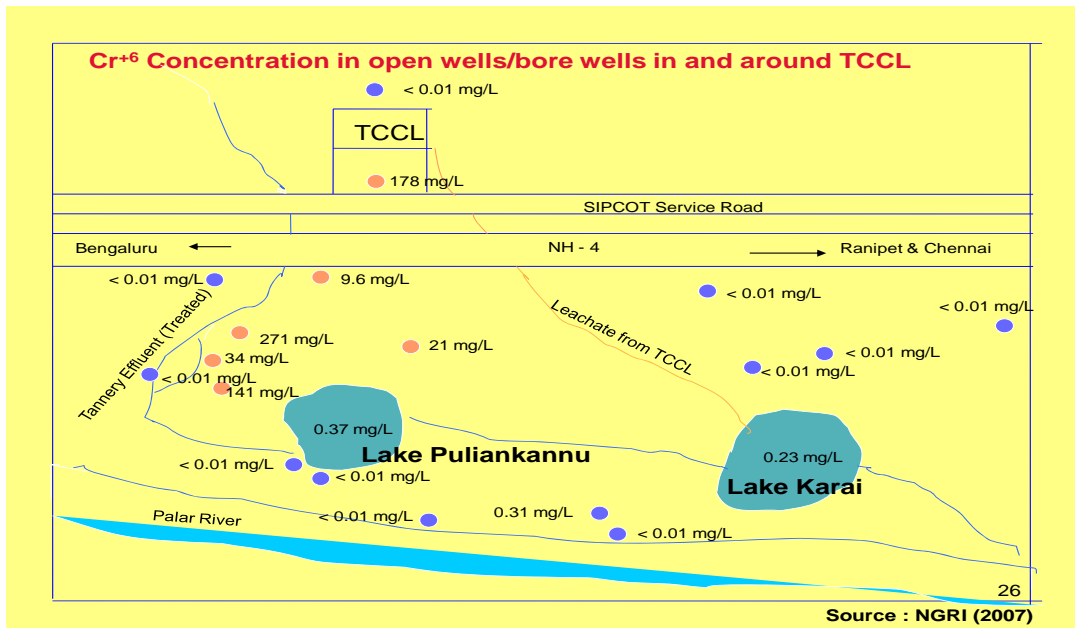 Cr+6 Concentration in open wells/bore wells in and around TCCL
< 0.01 mg/L
TCCL
178 mg/L
SIPCOT Service Road
Bengaluru
NH - 4
Ranipet & Chennai
< 0.01 mg/L
9.6 mg/L
< 0.01 mg/L
< 0.01 mg/L
Tannery Effluent (Treated)
Leachate from TCCL
271 mg/L
21 mg/L
34 mg/L
< 0.01 mg/L
< 0.01 mg/L
< 0.01 mg/L
141 mg/L
0.37 mg/L
Lake Puliankannu
0.23 mg/L
Lake Karai
< 0.01 mg/L
< 0.01 mg/L
Palar River
< 0.01 mg/L
0.31 mg/L
< 0.01 mg/L
26
Source : NGRI (2007)